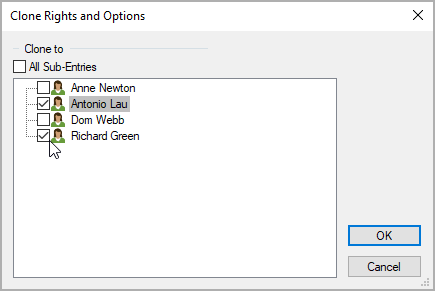 Clone Rights and Options
Clone to
All Sub-Entries
Anne Newton
Antonio Lau
Dom Webb
Richard Green
OK
Cancel